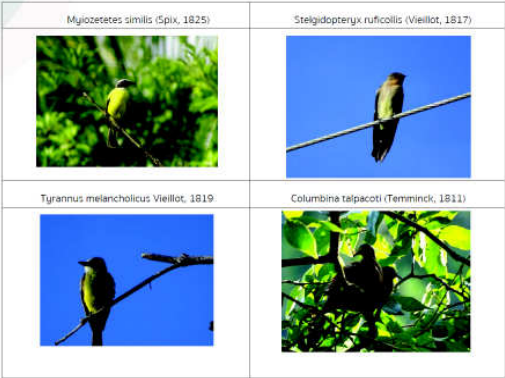 Myiozetetes similis (Spix, 1825)
Stelgidopteryx ruficollis (Vieillot, 1817)
Tyrannus melancholicus Vieillot, 1819
Columbina talpacoti (Temminck, 1811)